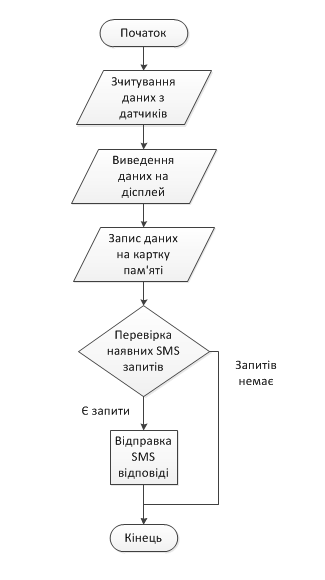 Початок
Зчитування
даних з
датчиків
Виведення
даних на
дісплей
Запис даних
на картку
пам'яті
Перевірка
наявних SMS
запитів
Запитів
немає
Є запити
Відправка
SMS
відповіді
Кінець